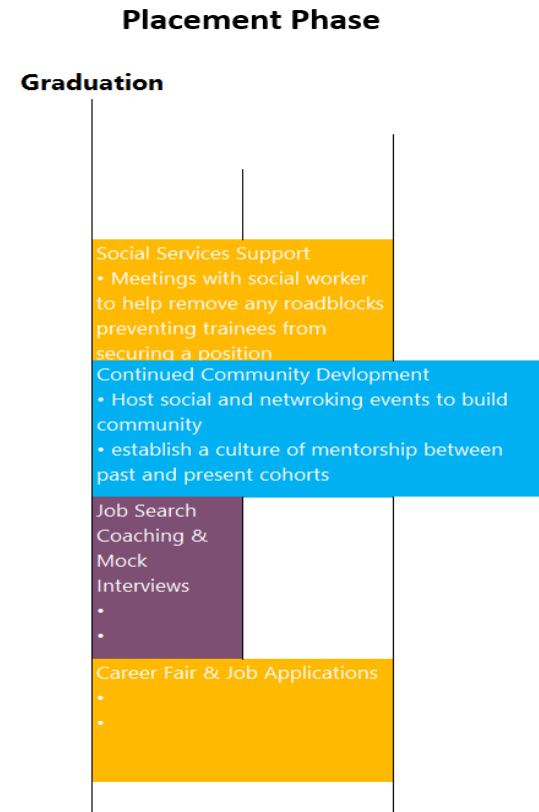 Placement Phase
Graduation
Social Services Support
• Meetings with social worker
to help remove any roadblocks
preventing trainees from
securing a position
Continued Community Devlopment
• Host social and netwroking events to build
community
• establish a culture of mentorship between
past and present cohorts
Job Search
Coaching &
Mock
Interviews
•
•
Career Fair & Job Applications
•
•